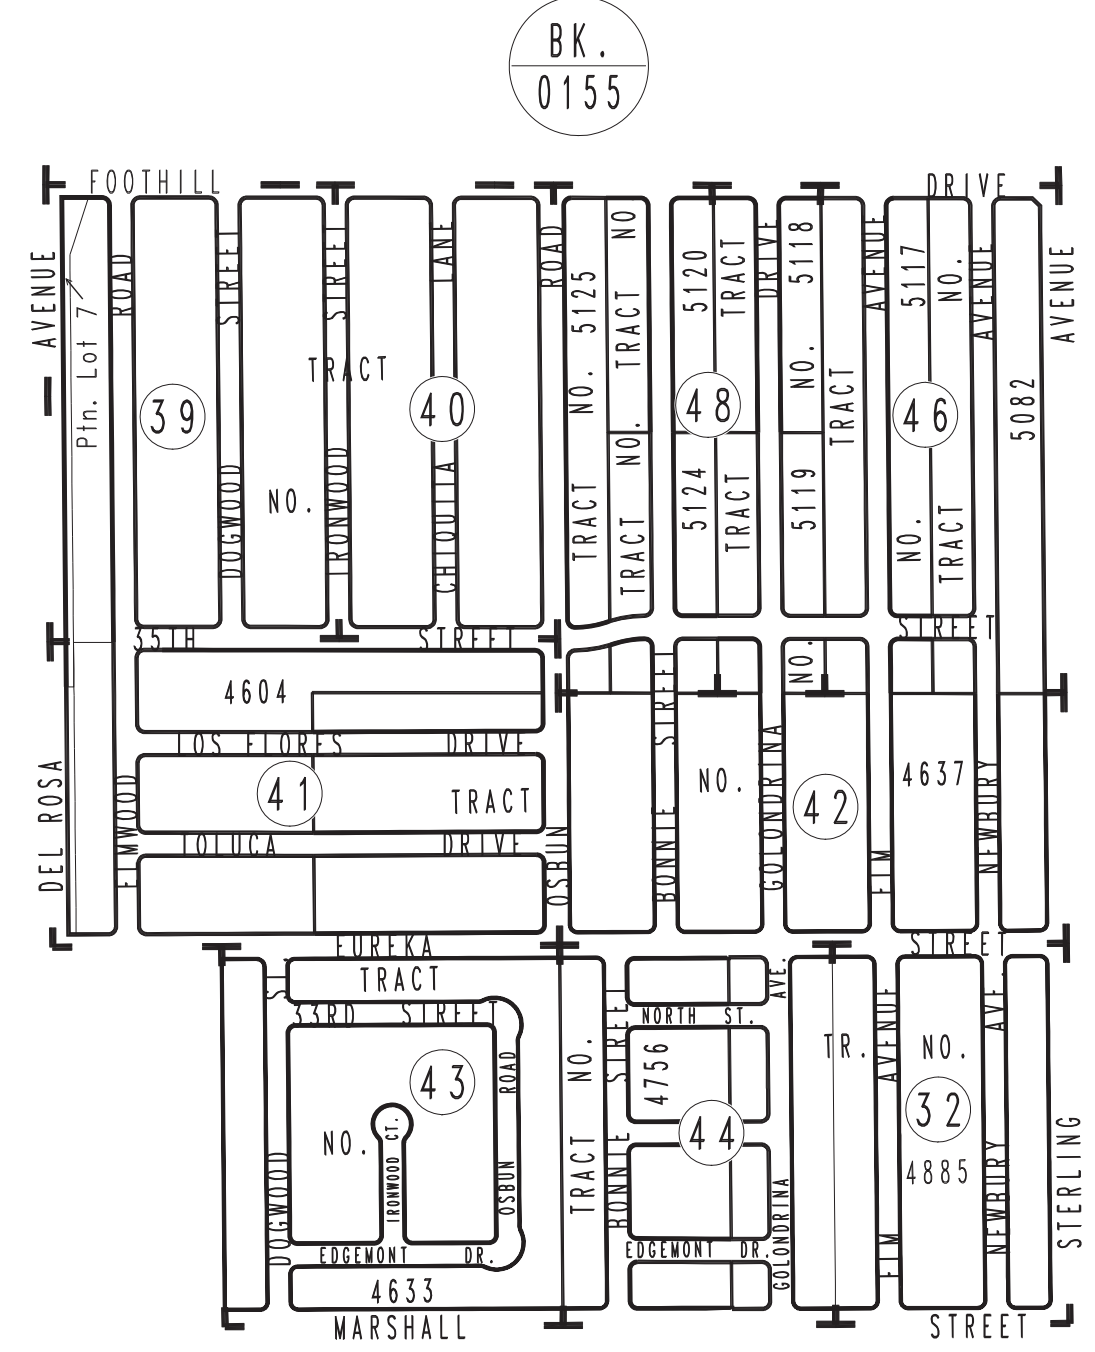 BK.
0155
FOOTHILL DRIVE
AVENUE
ROAD
STREET
STREET
LANE
ROAD
DRIVE
AVENUE
AVENUE
AVENUE
Ptn. Lot 7
TRACT
NO.
39
40
48
46
NO. 5125
TRACT
TRACT NO
TRACT NO.
5120
TRACT
5124
TRACT
NO. 5118
TRACT
5119
NO.
5117
NO.
NO.
TRACT
5082
DOGWOOD
IRONWOOD
CHIQUITA
35TH STREET
STREET
4604
LOS FLORES DRIVE
41
TRACT
TOLUCA DRIVE
DEL ROSA
ELMWOOD
OSBUN
BONNIE STREET
NO.
GOLONDRINA
42
ELM
4637
NEWBURY
EUREKA STREET
TRACT
ST.
33RD STREET
43
NO.
IRONWOOD CT.
OSBUN ROAD
DOGWOOD
EDGEMONT DR.
4633
TRACT NO.
BONNIE STREET
NORTH ST.
AVE.
4756
44
EDGEMONT DR.
GOLONDRINA
TR.
ELM AVENUE
NO.
32
4885
NEWBURY AVE.
STERLING
MARSHALL STREET